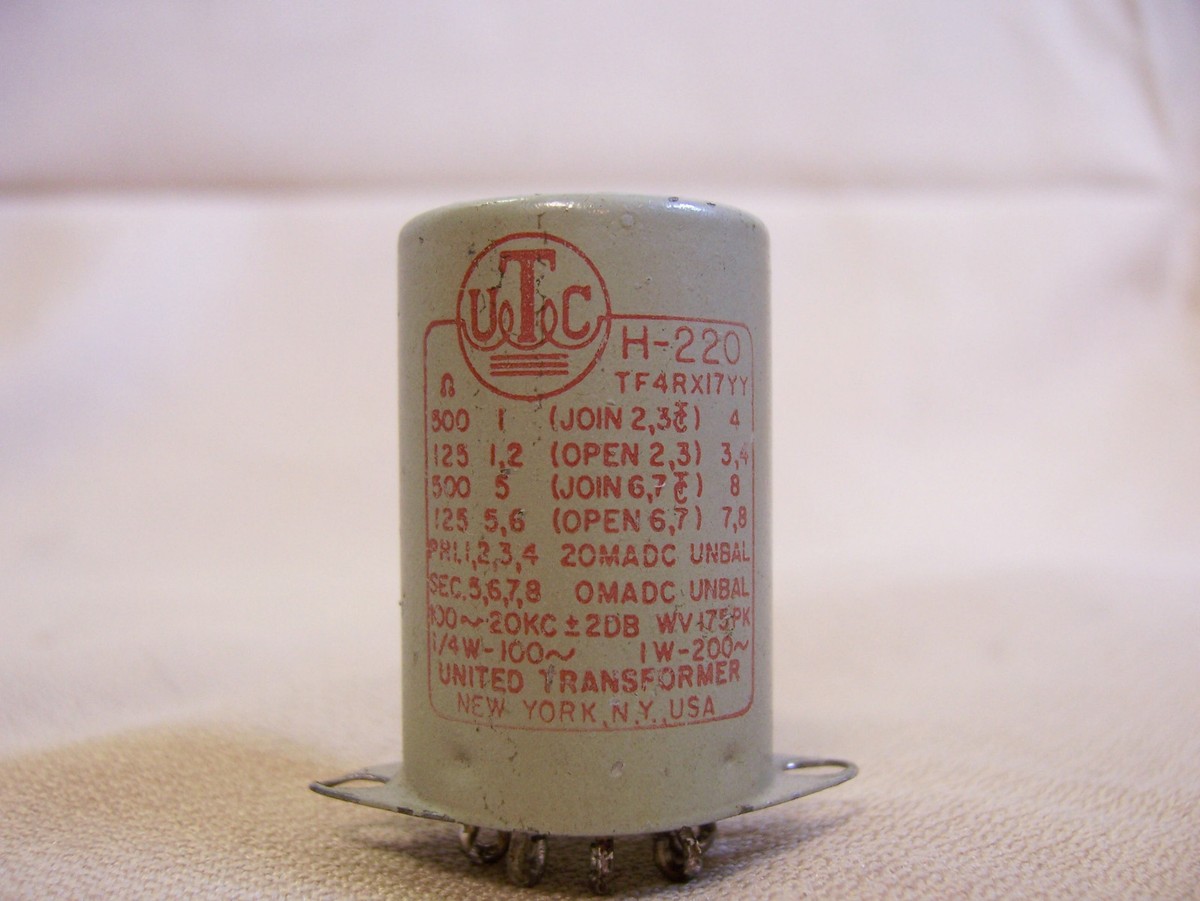 UTC
H-220
Ω TF4RX17YY
500 1 (JOIN 2,3 CT) 4
125 1,2 (OPEN 2,3) 3,4
500 5 (JOIN 6,7 CT) 8
125 5,6 (OPEN 6,7) 7,8
PRI.1,2,3,4 20MADC UNBAL
SEC.5,6,7,8 0MADC UNBAL
100~20KC ±2DB WV-175PK
1/4W-100~ 1W-200~
UNITED TRANSFORMER
NEW YORK, N.Y. USA